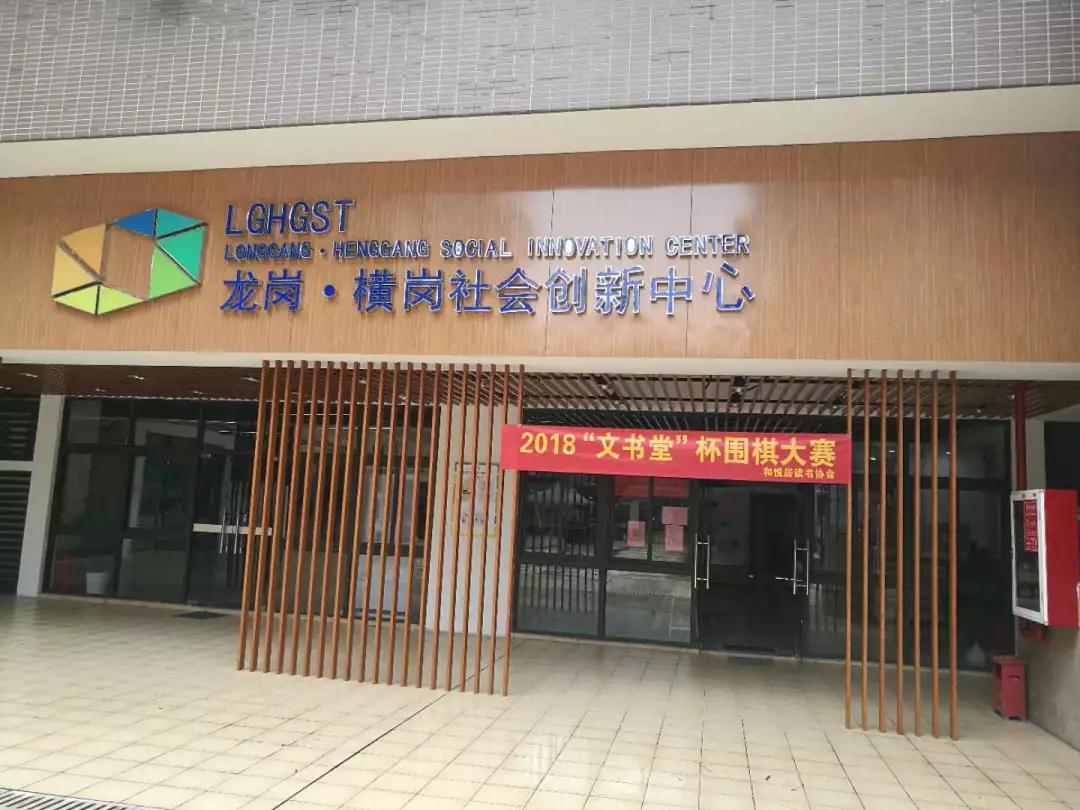 LGHGST
LONGGANG·HENGGANG SOCIAL INNOVATION CENTER
龙岗·横岗社会创新中心
2018“文书堂”杯围棋大赛
和悦居读书协会